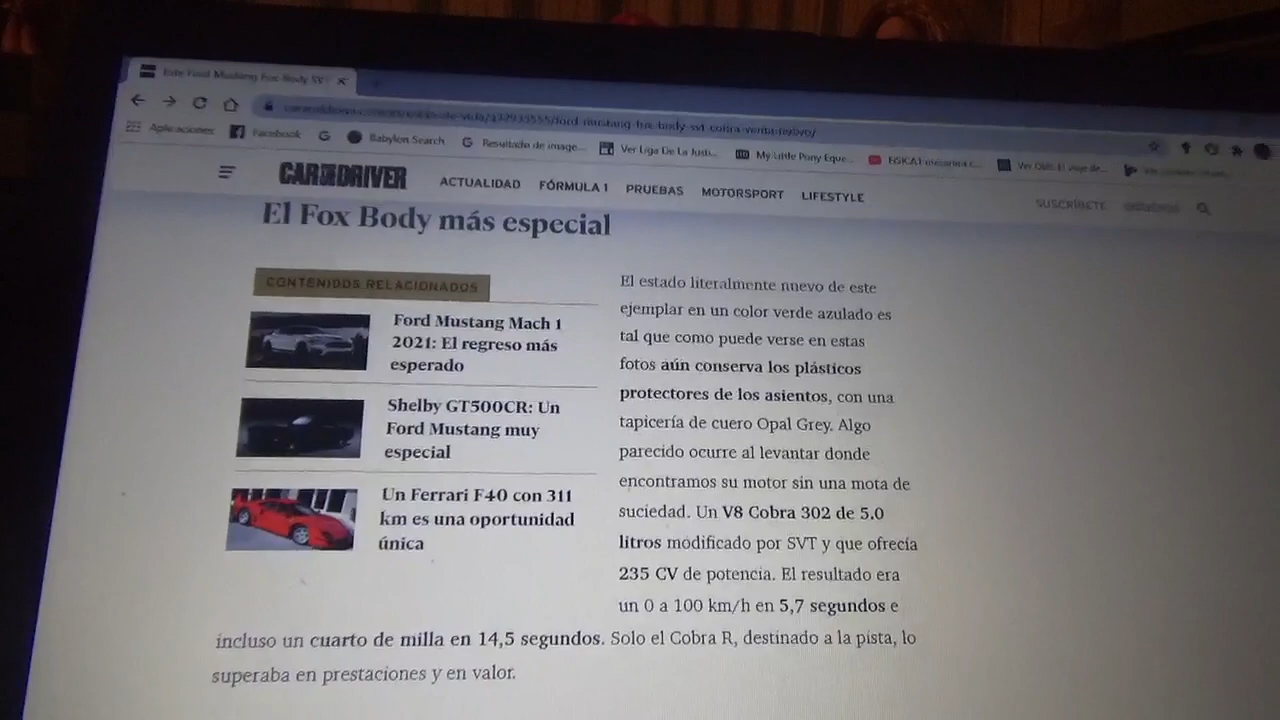 Este Ford Mustang Fox-Body SV
Aplicaciones Facebook G Babylon Search Resultado de image... Ver Liga De La Justi... My Little Pony Eque...
CAR AND DRIVER ACTUALIDAD FÓRMULA 1 PRUEBAS MOTORSPORT LIFESTYLE SUSCRÍBETE
El Fox Body más especial
CONTENIDOS RELACIONADOS
Ford Mustang Mach 1
2021: El regreso más
esperado
Shelby GT500CR: Un
Ford Mustang muy
especial
Un Ferrari F40 con 311
km es una oportunidad
única
El estado literalmente nuevo de este
ejemplar en un color verde azulado es
tal que como puede verse en estas
fotos aún conserva los plásticos
protectores de los asientos, con una
tapicería de cuero Opal Grey. Algo
parecido ocurre al levantar donde
encontramos su motor sin una mota de
suciedad. Un V8 Cobra 302 de 5.0
litros modificado por SVT y que ofrecía
235 CV de potencia. El resultado era
un 0 a 100 km/h en 5,7 segundos e
incluso un cuarto de milla en 14,5 segundos. Solo el Cobra R, destinado a la pista, lo
superaba en prestaciones y en valor.